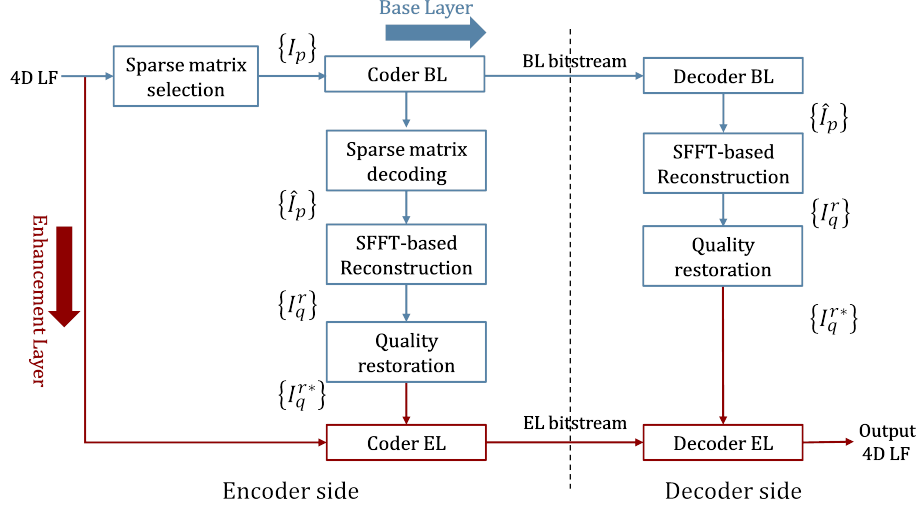 Base Layer
4D LF
Sparse matrix
selection
{I_p}
Coder BL
BL bitstream
Decoder BL
Sparse matrix
decoding
{Î_p}
{Î_p}
SFFT-based
Reconstruction
SFFT-based
Reconstruction
{I_q^r}
{I_q^r}
Quality
restoration
Quality
restoration
{I_q^{r*}}
{I_q^{r*}}
Enhancement Layer
Coder EL
EL bitstream
Decoder EL
Output
4D LF
Encoder side
Decoder side